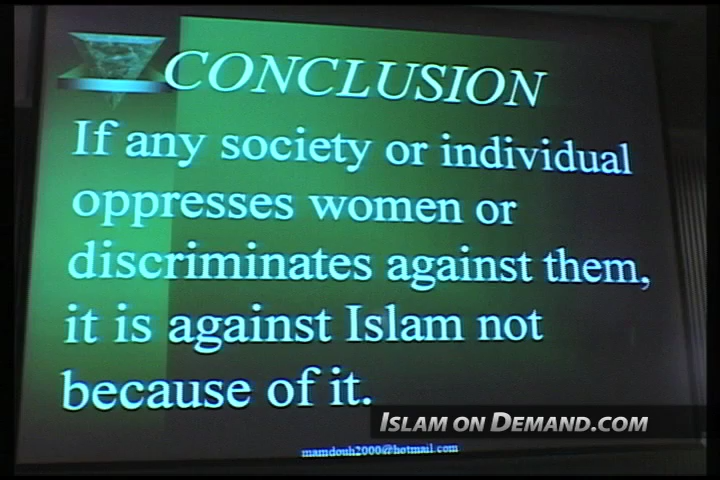 CONCLUSION
If any society or individual
oppresses women or
discriminates against them,
it is against Islam not
because of it.
ISLAM ON DEMAND.COM
mamdouh2000@hotmail.com